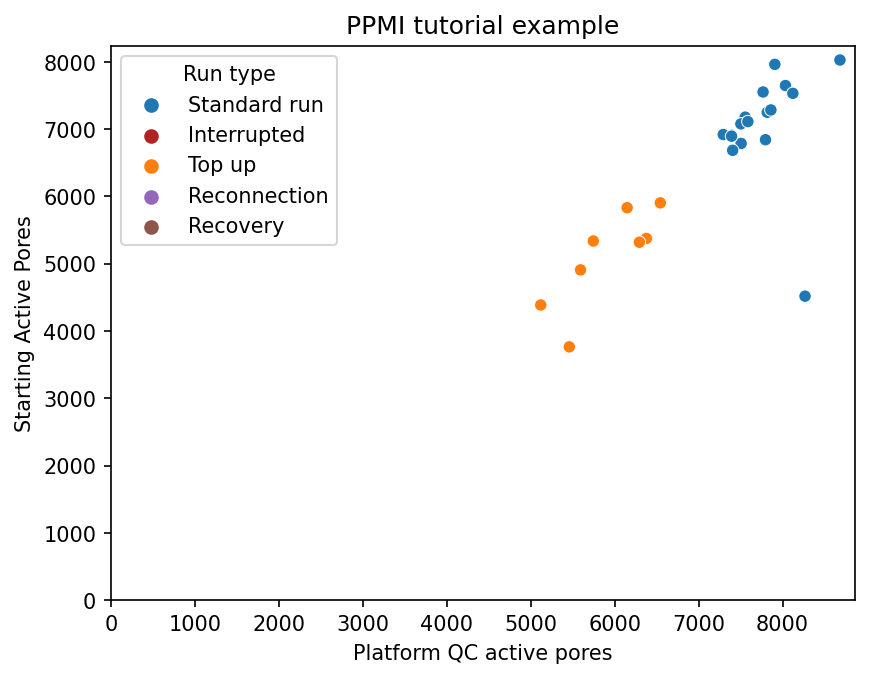 PPMI tutorial example
Run type
Standard run
Interrupted
Top up
Reconnection
Recovery
8000
7000
6000
5000
4000
3000
2000
1000
0
Starting Active Pores
0 1000 2000 3000 4000 5000 6000 7000 8000
Platform QC active pores